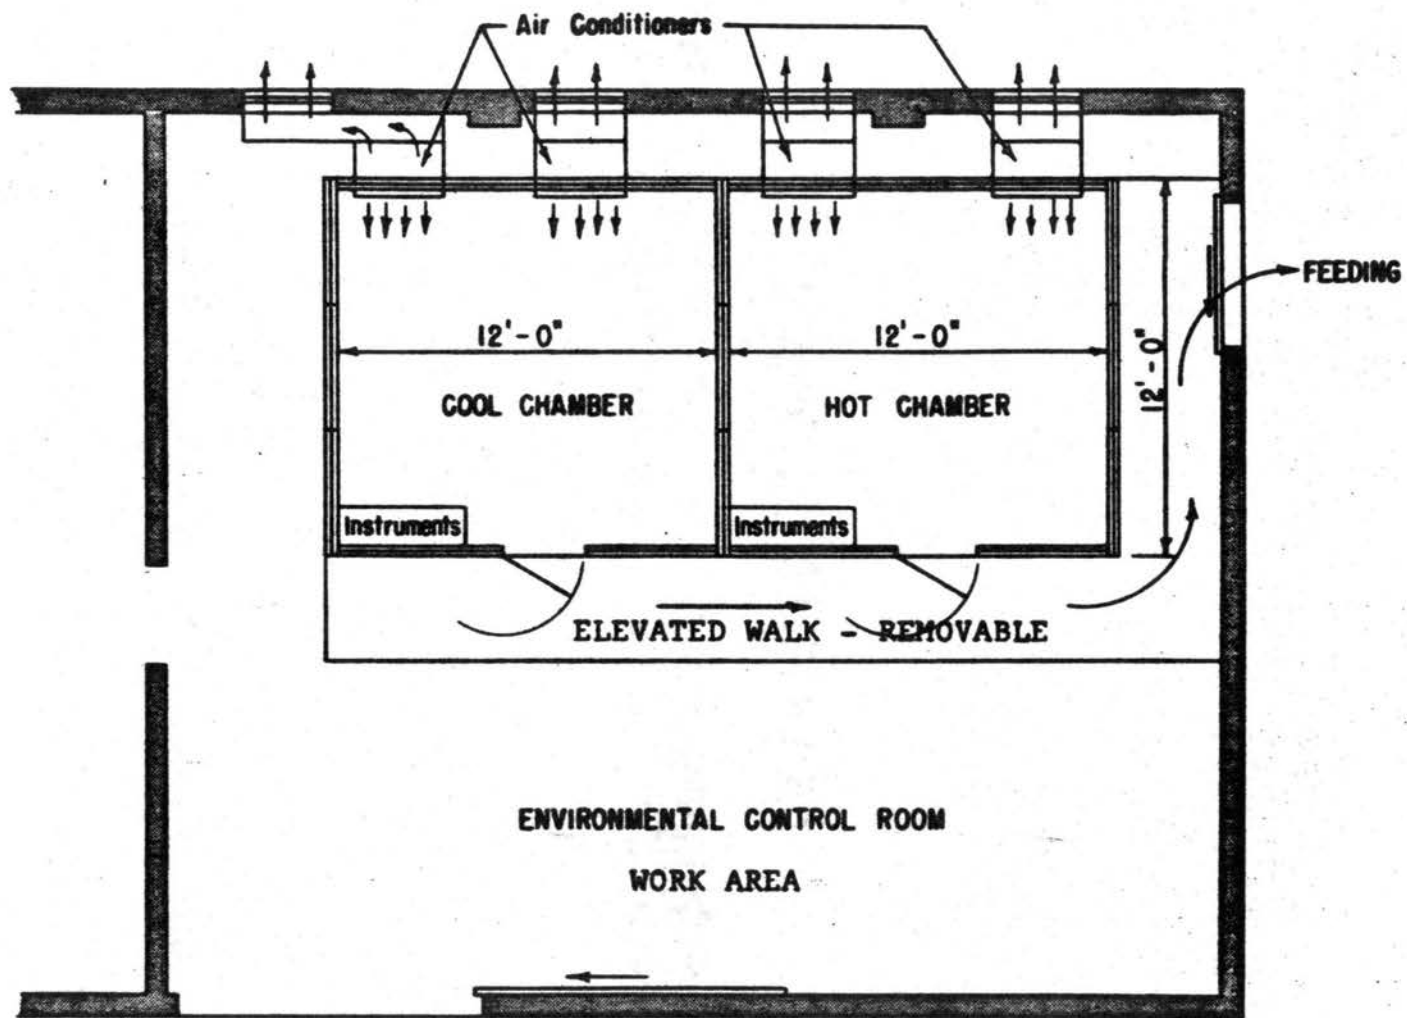 Air Conditioners
FEEDING
12'-0"
12'-0"
12'-0"
COOL CHAMBER
HOT CHAMBER
Instruments
Instruments
ELEVATED WALK - REMOVABLE
ENVIRONMENTAL CONTROL ROOM
WORK AREA